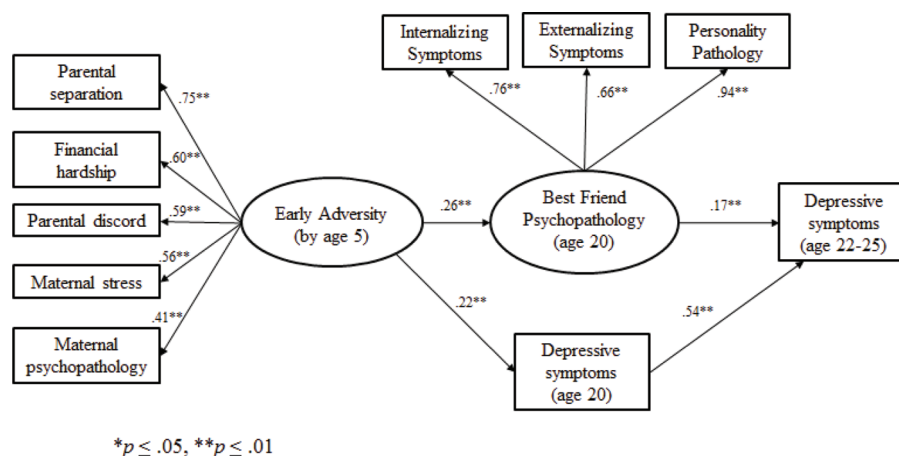 Internalizing
Symptoms
Externalizing
Symptoms
Personality
Pathology
Parental
separation
.75**
.76**
.66**
.94**
Financial
hardship
.60**
Parental discord
.59**
Early Adversity
(by age 5)
.26**
Best Friend
Psychopathology
(age 20)
.17**
Depressive
symptoms
(age 22-25)
Maternal stress
.56**
Maternal
psychopathology
.41**
.22**
.54**
Depressive
symptoms
(age 20)
*p ≤ .05, **p ≤ .01